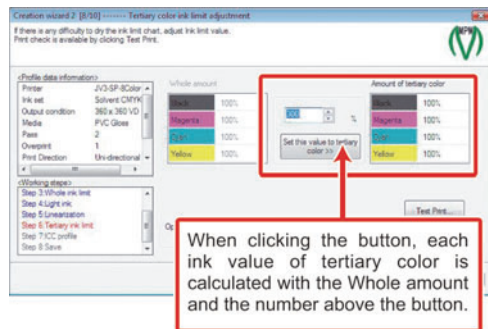 Creation wizard 2 [8/10] ------- Tertiary color ink limit adjustment
If there is any difficulty to dry the ink limit chart, adjust ink limit value.
Print check is available by clicking Test Print.
<Profile data information>
Printer JV3-SP-8Color
Ink set Solvent CMYK
Output condition 360 x 360 VD
Media PVC Gloss
Pass 2
Overprint 1
Print Direction Uni-directional
Whole amount
Black 100%
Magenta 100%
Cyan 100%
Yellow 100%
300 %
Set this value to tertiary
color >>
Amount of tertiary color
Black 100%
Magenta 100%
Cyan 100%
Yellow 100%
<Working steps>
Step 3:Whole ink limit
Step 4:Light ink
Step 5:Linearization
Step 6:Tertiary ink limit
Step 7:ICC profile
Step 8:Save
Test Print...
Op
When clicking the button, each
ink value of tertiary color is
calculated with the Whole amount
and the number above the button.